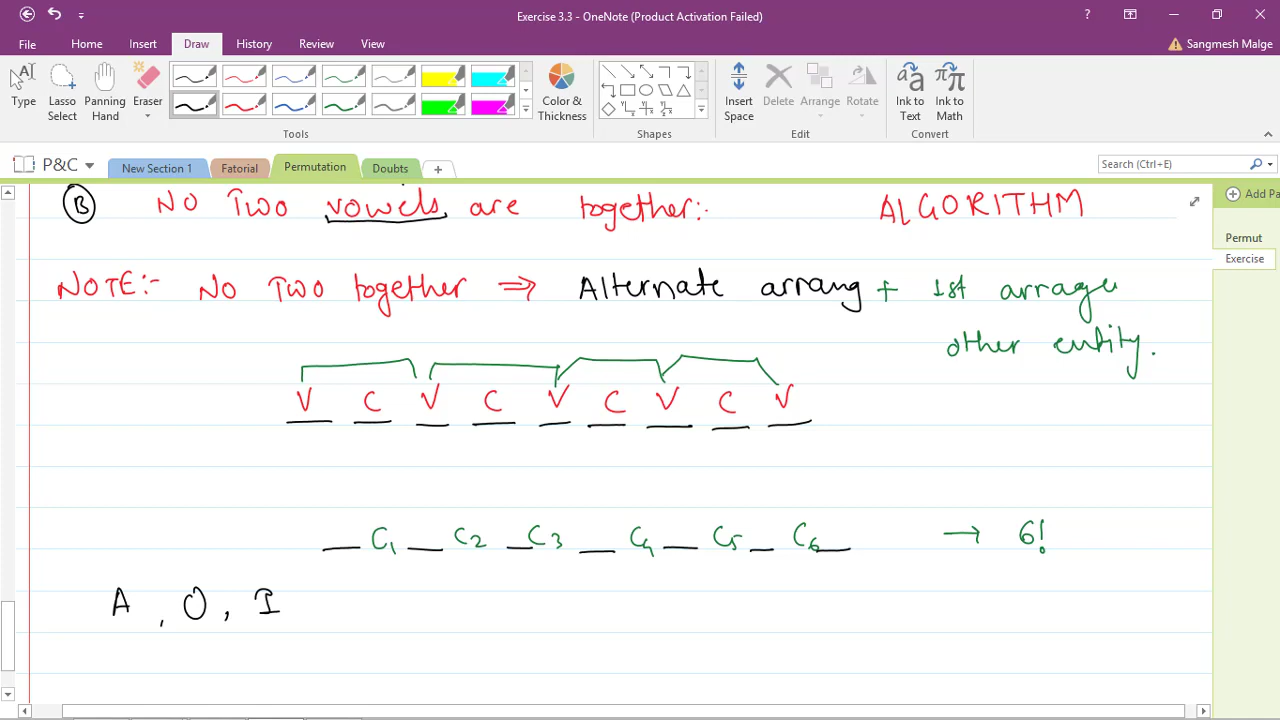 Exercise 3.3 - OneNote (Product Activation Failed)
File Home Insert Draw History Review View Sangmesh Malge
Type Lasso Select Panning Hand Eraser Color & Thickness Insert Space Delete Arrange Rotate Ink to Text Ink to Math
Tools Shapes Edit Convert
P&C New Section 1 Fatorial Permutation Doubts Search (Ctrl+E)
Add Pa
Permut
Exercise
B No Two vowels are together:- ALGORITHM
NOTE:- No Two together ⇒ Alternate arrang + 1st arrage
other entity.
V C V C V C V C V
_ C1 _ C2 _ C3 _ C4 _ C5 _ C6 _ → 6!
A, O, I